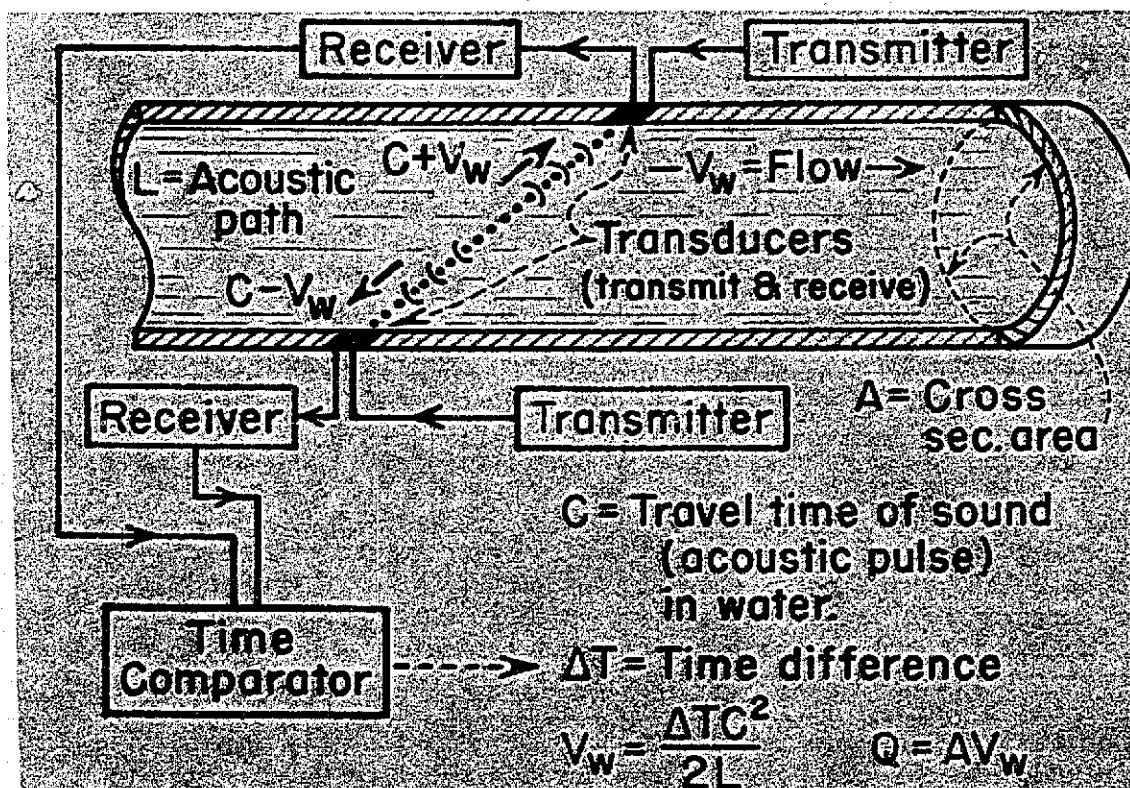 Receiver
Transmitter
C+Vw
L=Acoustic
path
—Vw=Flow
C−Vw
Transducers
(transmit & receive)
Receiver
Transmitter
A= Cross
sec. area
C= Travel time of sound
(acoustic pulse)
in water.
Time
Comparator
ΔT= Time difference
Vw= ΔTC²/2L
Q=AVw